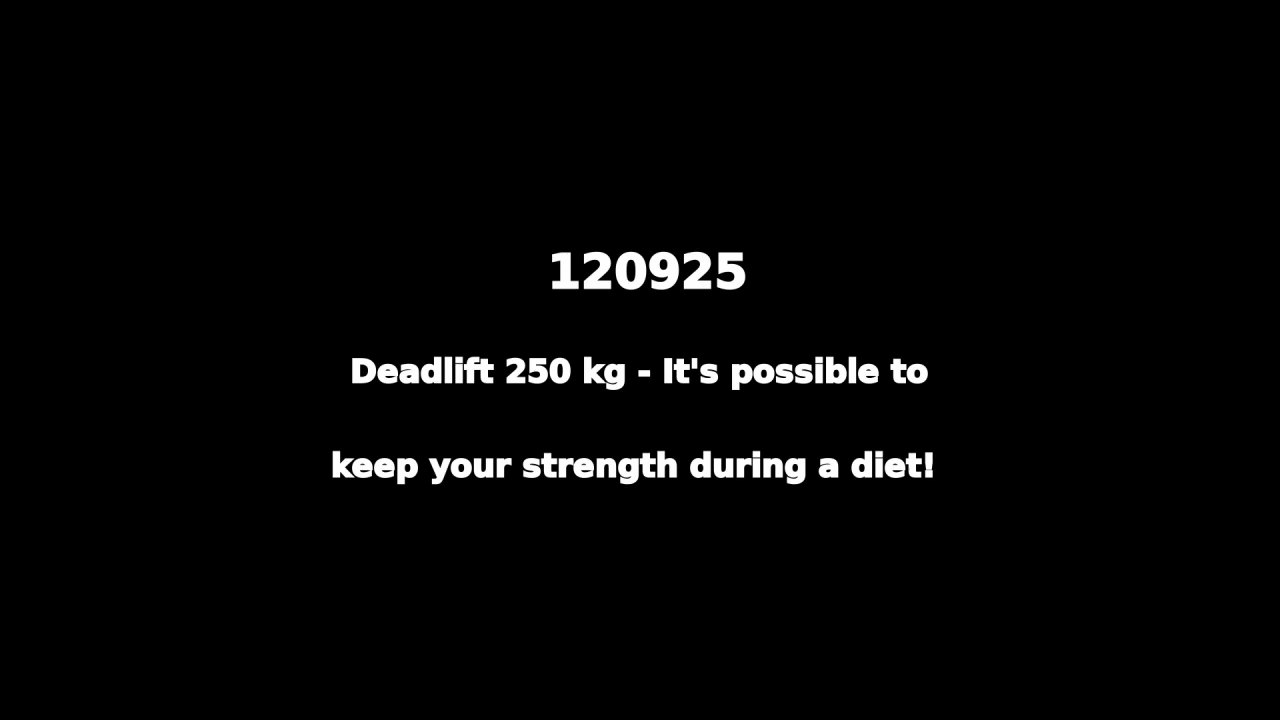 120925
Deadlift 250 kg - It's possible to
keep your strength during a diet!